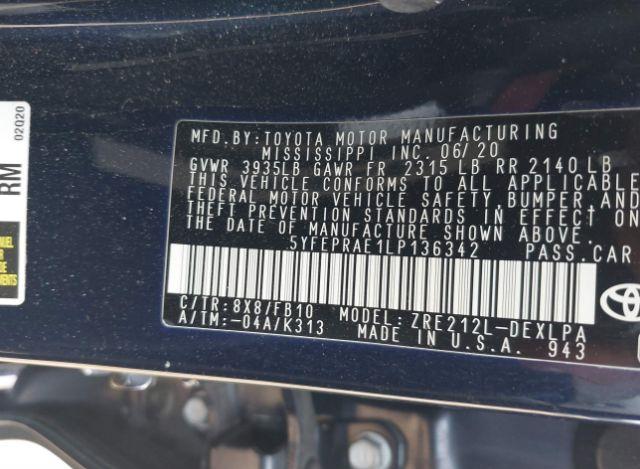 MFD. BY: TOYOTA MOTOR MANUFACTURING
MISSISSIPPI INC. 06/20
GVWR 3935LB GAWR FR 2315 LB RR 2140 LB
THIS VEHICLE CONFORMS TO ALL APPLICABLE
FEDERAL MOTOR VEHICLE SAFETY, BUMPER, AND
THEFT PREVENTION STANDARDS IN EFFECT ON
THE DATE OF MANUFACTURE SHOWN ABOVE.
5YFEPRAE1LP136342 PASS.CAR
C/TR: 8X8/FB10 MODEL: ZRE212L-DEXLPA
A/TM: -04A/K313 MADE IN U.S.A. 943
RM
02020